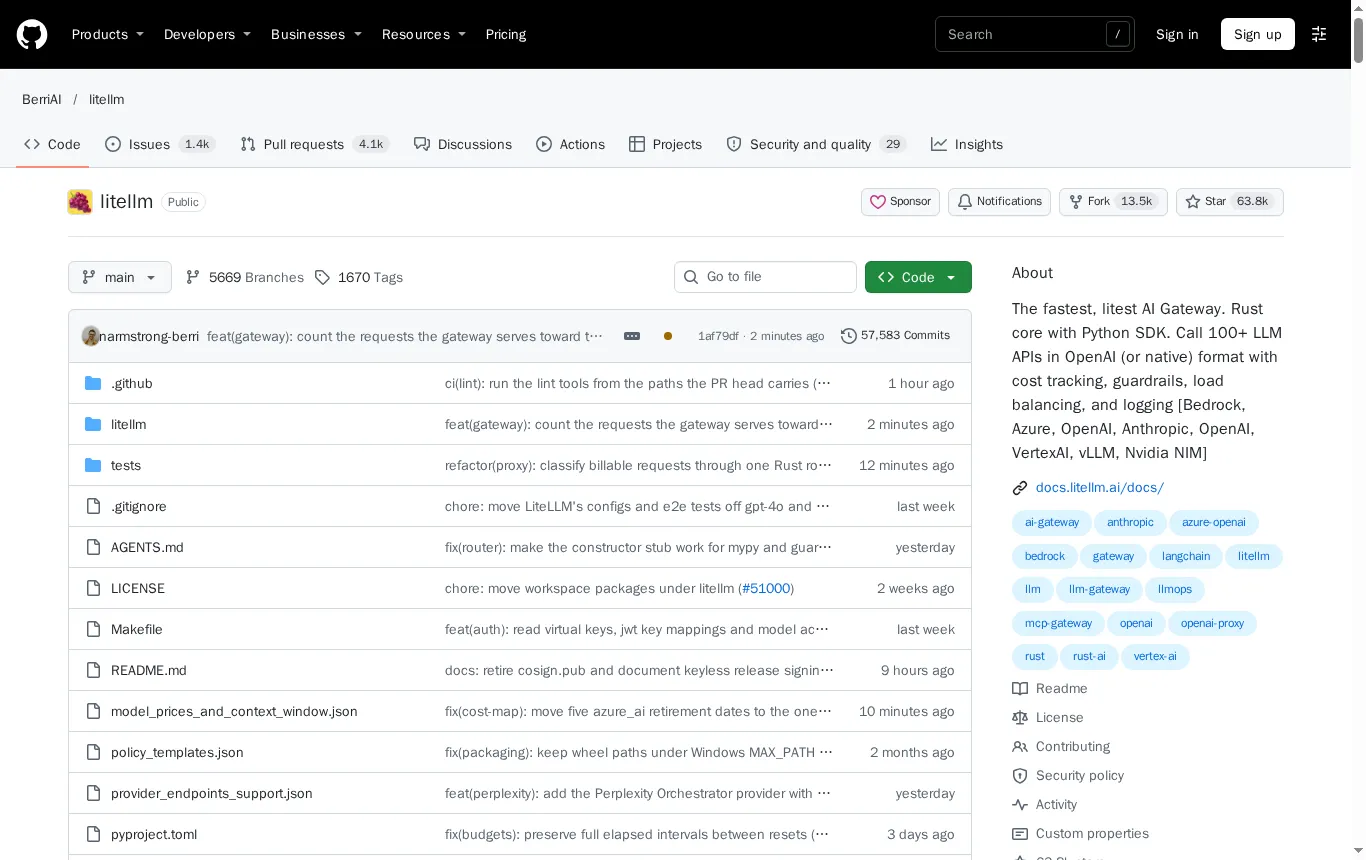 Products Developers Businesses Resources Pricing Search / Sign in Sign up
BerriAI / litellm
Code Issues 1.4k Pull requests 4.1k Discussions Actions Projects Security and quality 29 Insights
litellm Public Sponsor Notifications Fork 13.5k Star 63.8k
main 5669 Branches 1670 Tags Go to file Code
narmstrong-berri feat(gateway): count the requests the gateway serves toward t… 1af79df · 2 minutes ago 57,583 Commits
.github ci(lint): run the lint tools from the paths the PR head carries (… 1 hour ago
litellm feat(gateway): count the requests the gateway serves toward… 2 minutes ago
tests refactor(proxy): classify billable requests through one Rust ro… 12 minutes ago
.gitignore chore: move LiteLLM's configs and e2e tests off gpt-4o and … last week
AGENTS.md fix(router): make the constructor stub work for mypy and guar… yesterday
LICENSE chore: move workspace packages under litellm (#51000) 2 weeks ago
Makefile feat(auth): read virtual keys, jwt key mappings and model ac… last week
README.md docs: retire cosign.pub and document keyless release signin… 9 hours ago
model_prices_and_context_window.json fix(cost-map): move five azure_ai retirement dates to the one… 10 minutes ago
policy_templates.json fix(packaging): keep wheel paths under Windows MAX_PATH … 2 months ago
provider_endpoints_support.json feat(perplexity): add the Perplexity Orchestrator provider with … yesterday
pyproject.toml fix(budgets): preserve full elapsed intervals between resets (… 3 days ago
About
The fastest, litest AI Gateway. Rust
core with Python SDK. Call 100+ LLM
APIs in OpenAI (or native) format with
cost tracking, guardrails, load
balancing, and logging [Bedrock,
Azure, OpenAI, Anthropic, OpenAI,
VertexAI, vLLM, Nvidia NIM]
docs.litellm.ai/docs/
ai-gateway anthropic azure-openai
bedrock gateway langchain litellm
llm llm-gateway llmops
mcp-gateway openai openai-proxy
rust rust-ai vertex-ai
Readme
License
Contributing
Security policy
Activity
Custom properties